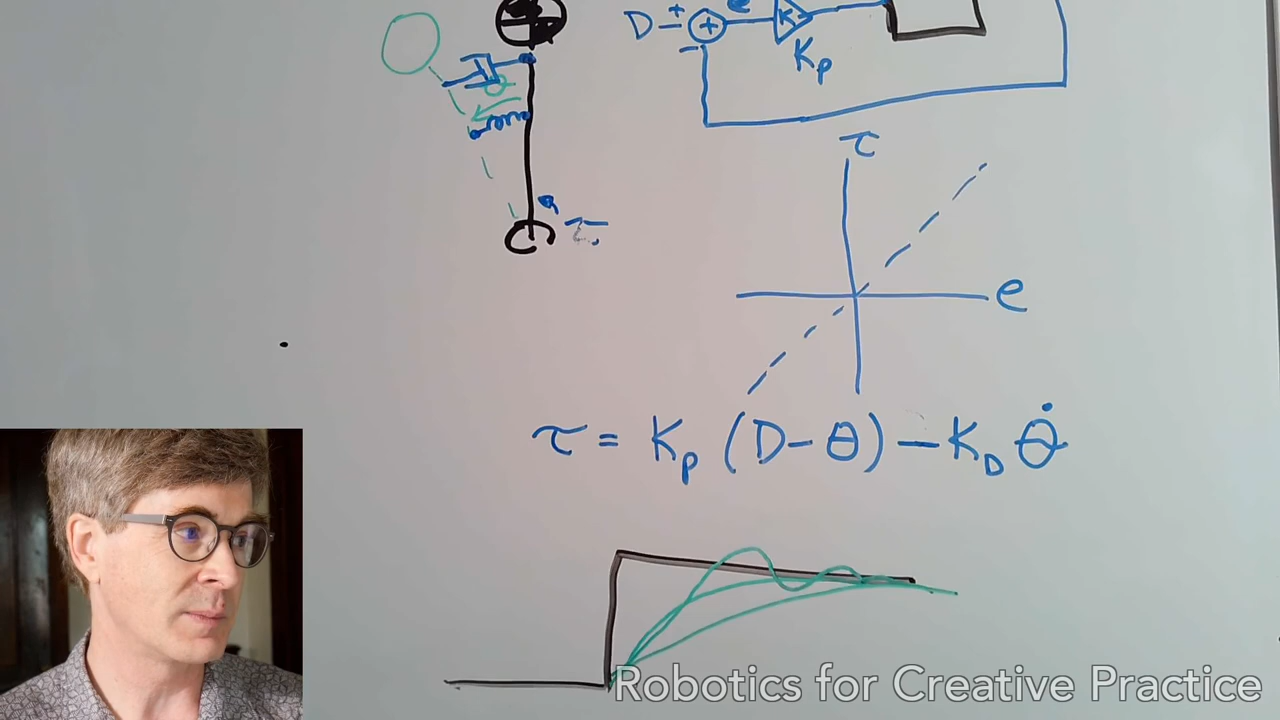 D + + e K
-
Kp
τ
τ
e
τ = Kp (D - θ) - KD θ̇
Robotics for Creative Practice